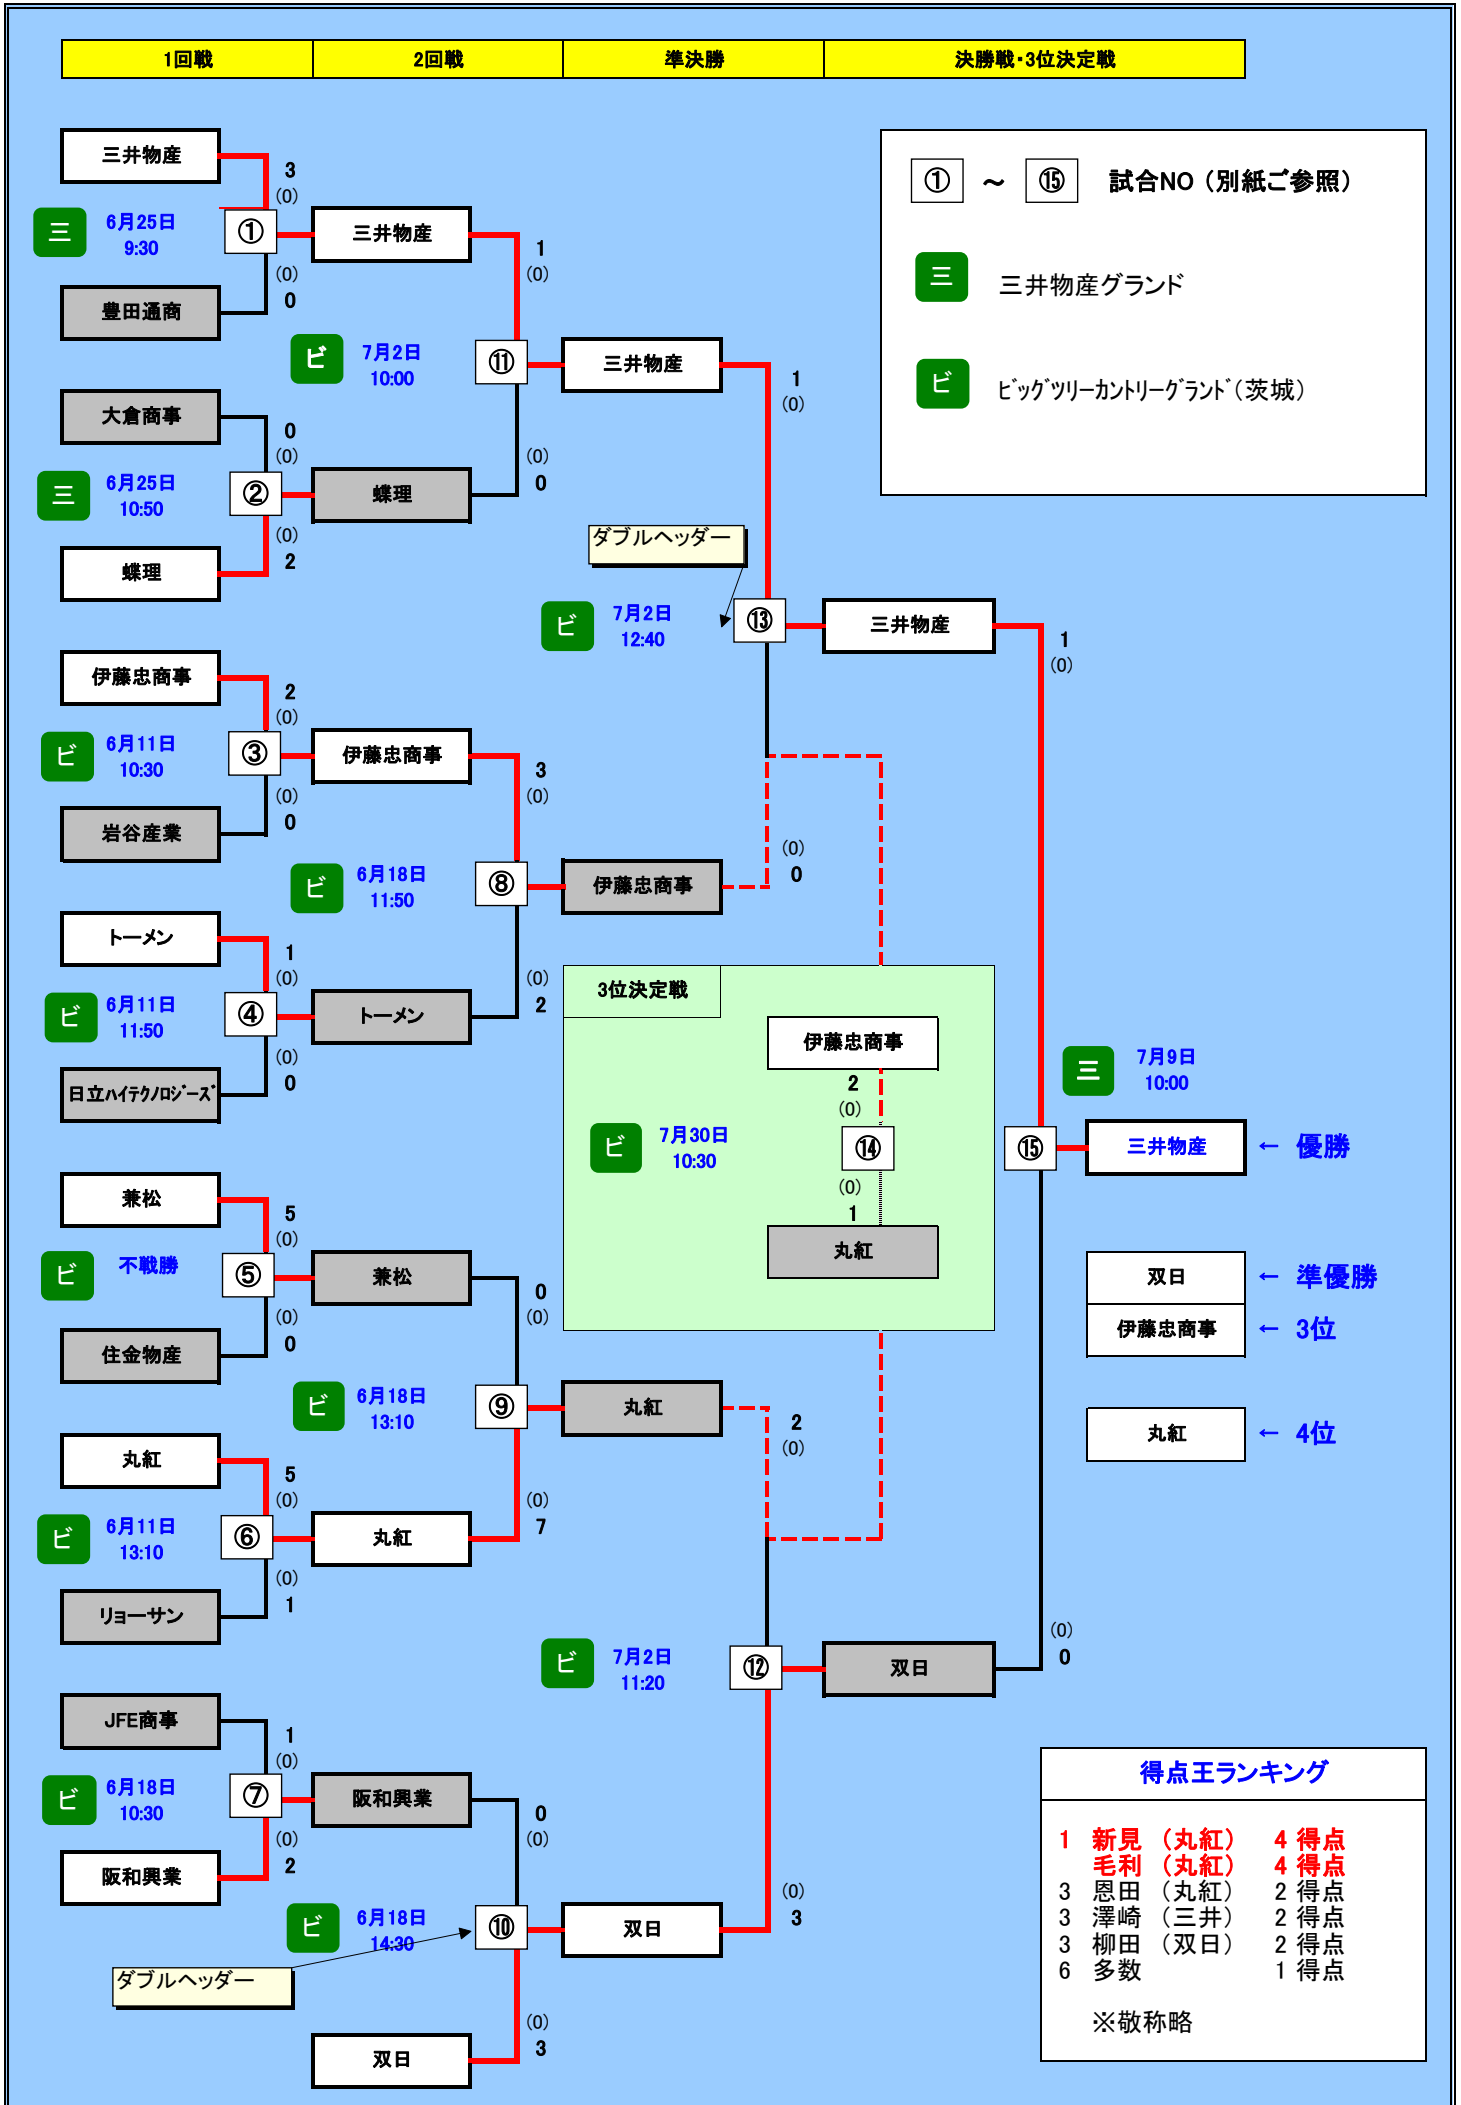 1回戦 2回戦 準決勝 決勝戦・3位決定戦
三井物産
3
(0)
三 6月25日
9:30
①
(0)
0
豊田通商
大倉商事
0
(0)
三 6月25日
10:50
②
(0)
2
蝶理
伊藤忠商事
2
(0)
ビ 6月11日
10:30
③
(0)
0
岩谷産業
トーメン
1
(0)
ビ 6月11日
11:50
④
(0)
0
日立ハイテクノロジーズ
兼松
5
(0)
ビ 不戦勝
⑤
(0)
0
住金物産
丸紅
5
(0)
ビ 6月11日
13:10
⑥
(0)
1
リョーサン
JFE商事
1
(0)
ビ 6月18日
10:30
⑦
(0)
2
阪和興業
三井物産
1
(0)
ビ 7月2日
10:00
⑪
(0)
0
蝶理
伊藤忠商事
3
(0)
ビ 6月18日
11:50
⑧
(0)
2
トーメン
兼松
0
(0)
ビ 6月18日
13:10
⑨
(0)
7
丸紅
阪和興業
0
(0)
ビ 6月18日
14:30
⑩
ダブルヘッダー
(0)
3
双日
三井物産
1
(0)
ダブルヘッダー
ビ 7月2日
12:40
⑬
(0)
0
伊藤忠商事
丸紅
2
(0)
ビ 7月2日
11:20
⑫
(0)
3
双日
3位決定戦
伊藤忠商事
2
(0)
ビ 7月30日
10:30
⑭
(0)
1
丸紅
三井物産
1
(0)
三 7月9日
10:00
⑮
(0)
0
双日
三井物産 ← 優勝
双日 ← 準優勝
伊藤忠商事 ← 3位
丸紅 ← 4位
① ～ ⑮ 試合NO（別紙ご参照）
三 三井物産グランド
ビ ビッグツリーカントリーグランド（茨城）
得点王ランキング
1 新見 （丸紅） 4 得点
毛利 （丸紅） 4 得点
3 恩田 （丸紅） 2 得点
3 澤崎 （三井） 2 得点
3 柳田 （双日） 2 得点
6 多数 1 得点
※敬称略